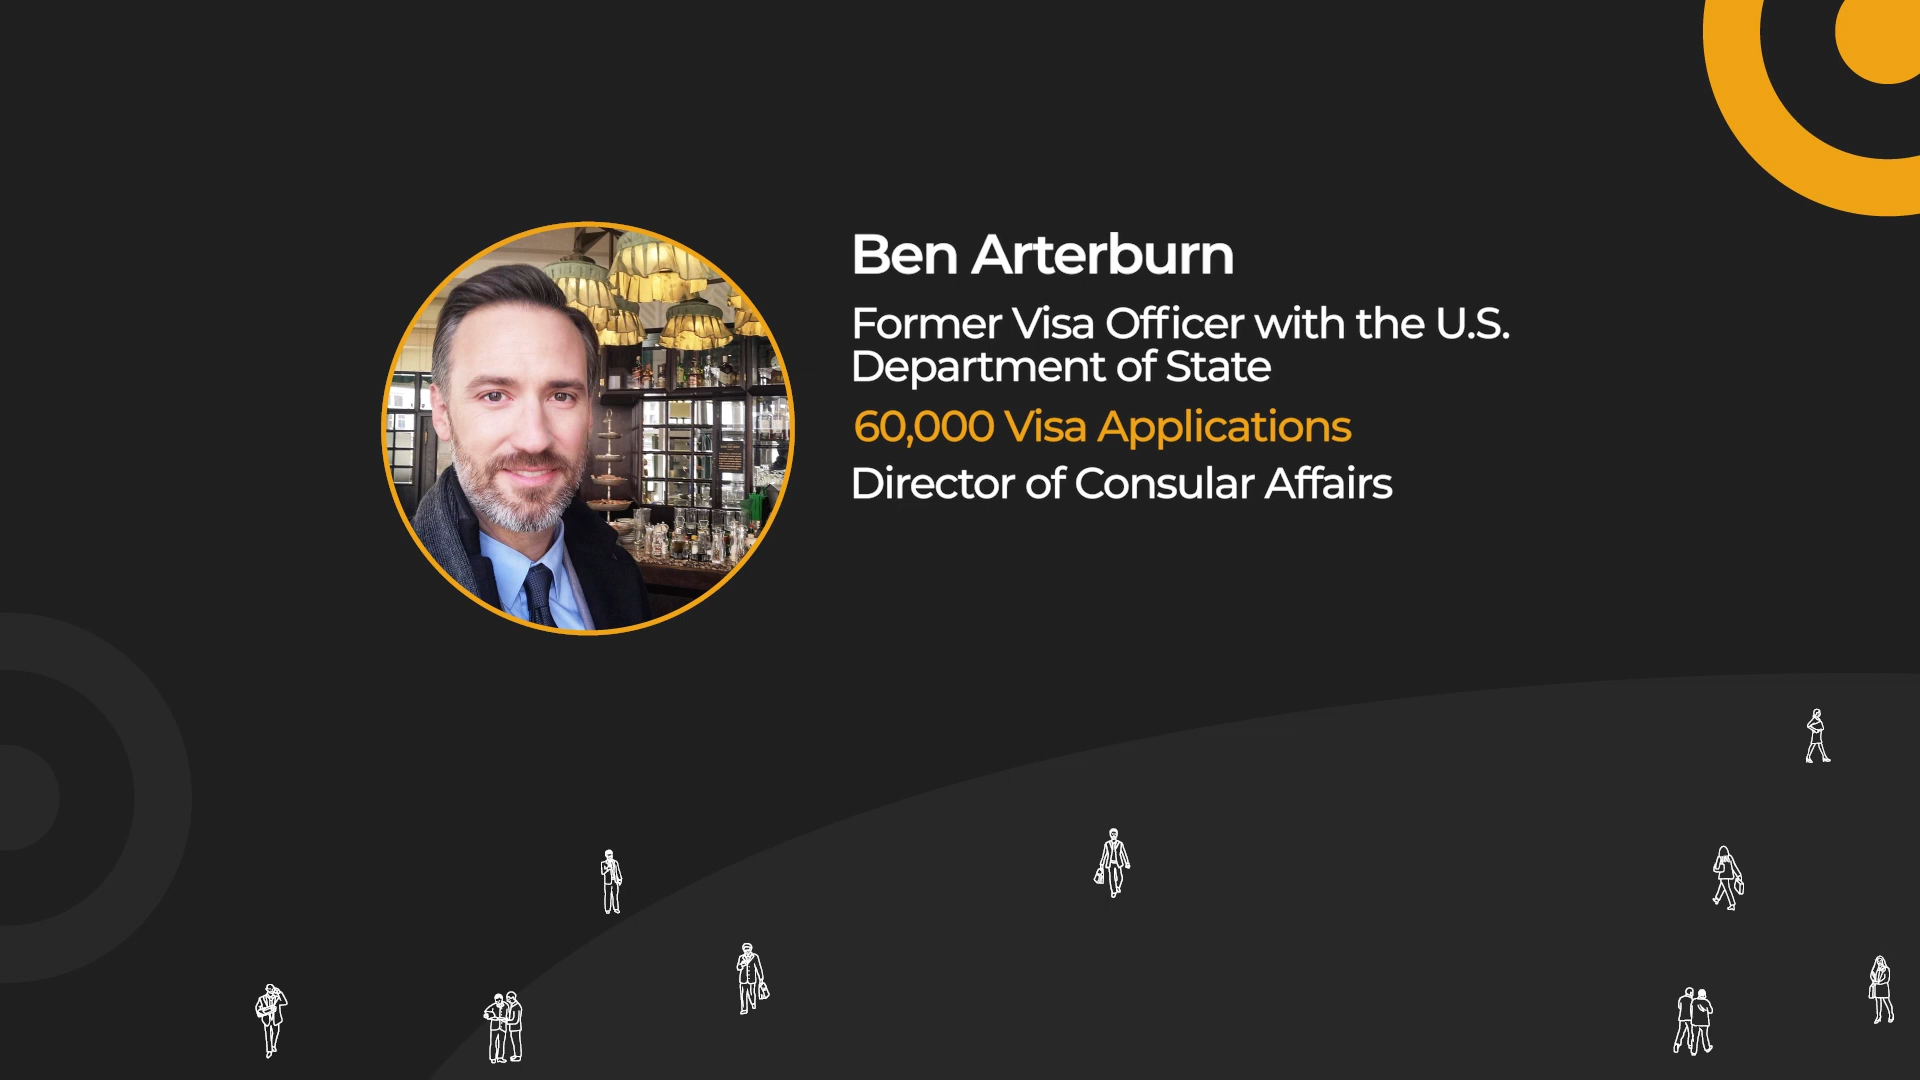 Ben Arterburn
Former Visa Officer with the U.S.
Department of State
60,000 Visa Applications
Director of Consular Affairs